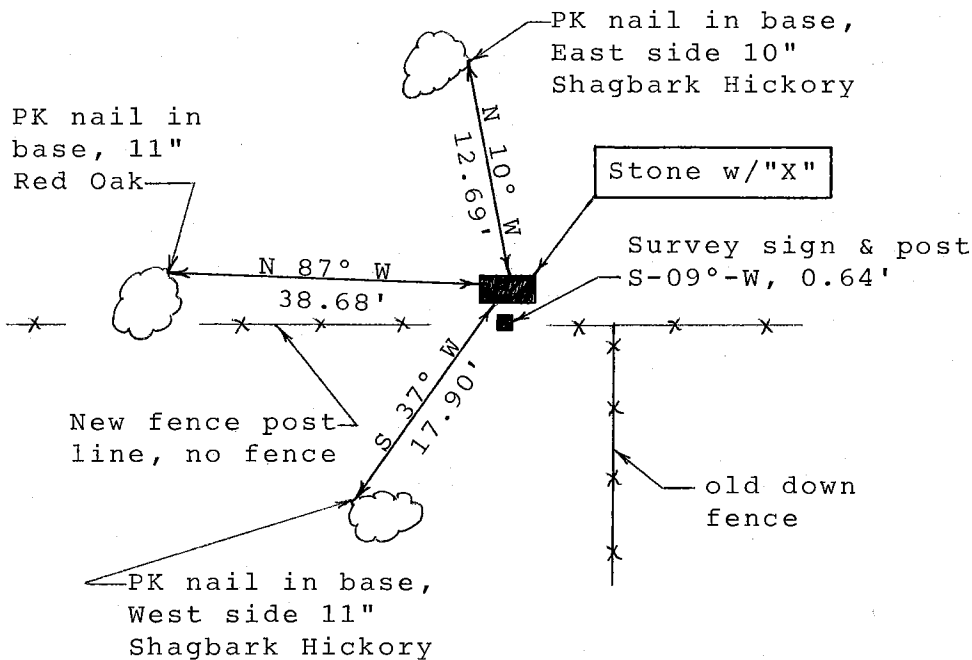 PK nail in base,
East side 10"
Shagbark Hickory
PK nail in
base, 11"
Red Oak
N 10° W
12.69'
Stone w/"X"
Survey sign & post
S-09°-W, 0.64'
N 87° W
38.68'
S 37° W
17.90'
New fence post
line, no fence
old down
fence
PK nail in base,
West side 11"
Shagbark Hickory